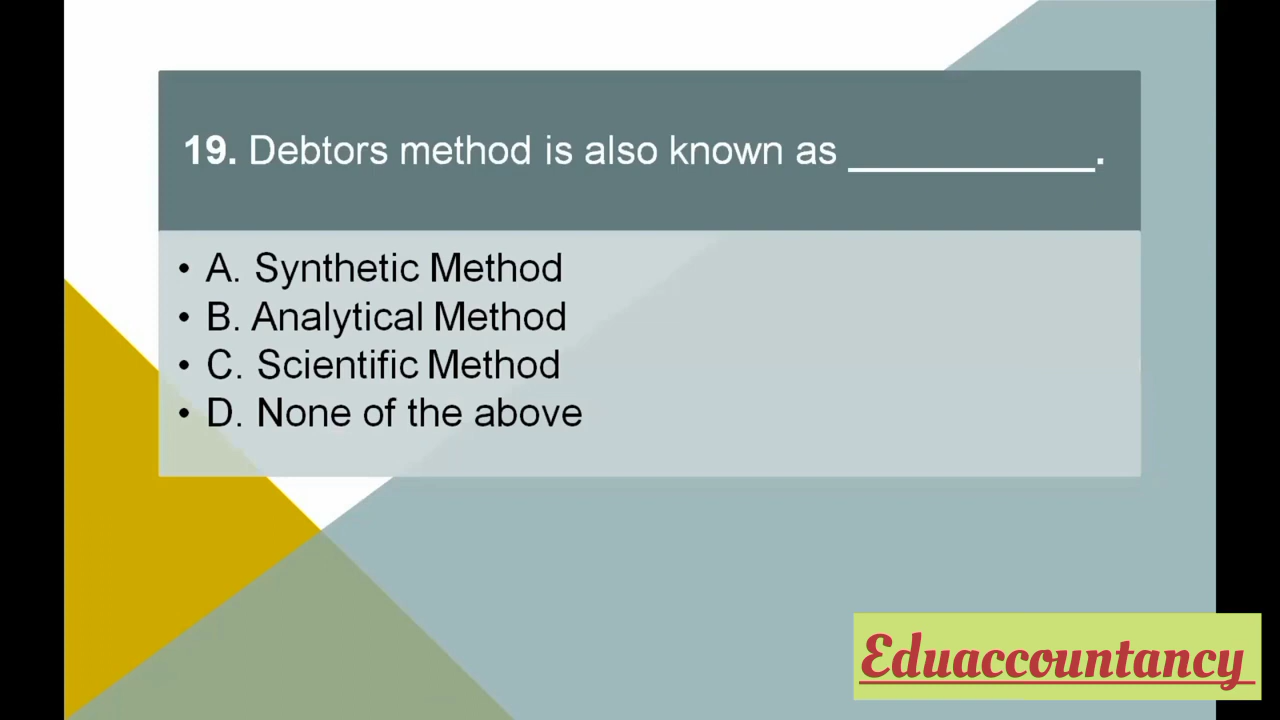 19. Debtors method is also known as ____________.
• A. Synthetic Method
• B. Analytical Method
• C. Scientific Method
• D. None of the above
Eduaccountancy